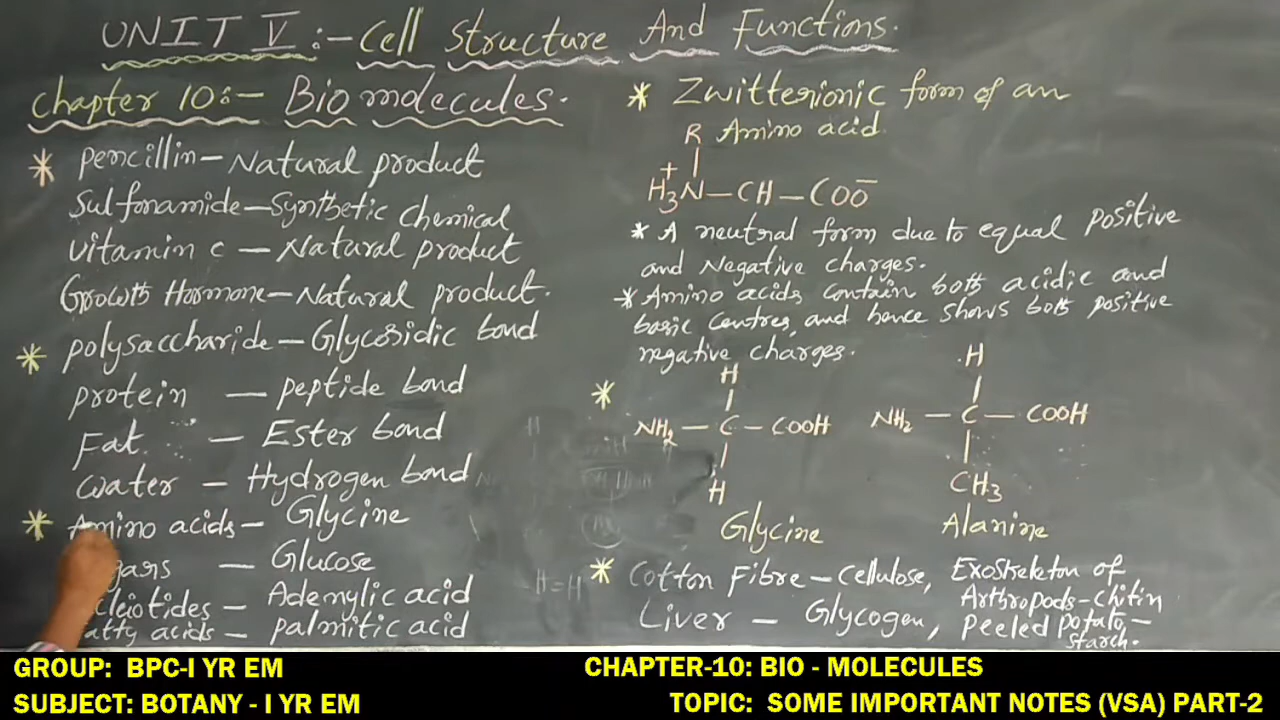 UNIT V :- Cell Structure And Functions.
Chapter 10:- Bio molecules.
* Pencillin - Natural product
Sulfonamide - Synthetic Chemical
Vitamin C - Natural product
Growth Hormone - Natural product.
* polysaccharide - Glycosidic bond
protein - peptide bond
Fat - Ester bond
Water - Hydrogen bond
* Amino acids - Glycine
gars - Glucose
cleiotides - Ademylic acid
atty acids - palmitic acid
* Zwitterionic form of an
Amino acid.
R
|
H₃N⁺ - CH - COO⁻
* A neutral form due to equal positive
and Negative charges.
* Amino acids contain both acidic and
basic centres, and hence shows both positive
negative charges.
*
H
|
NH₂ - C - COOH
|
H
Glycine
H
|
NH₂ - C - COOH
|
CH₃
Alanine
* Cotton Fibre - cellulose, Exoskeleton of
Arthropods - chitin
Liver - Glycogen, peeled potato -
starch.
GROUP: BPC-I YR EM
SUBJECT: BOTANY - I YR EM
CHAPTER-10: BIO - MOLECULES
TOPIC: SOME IMPORTANT NOTES (VSA) PART-2